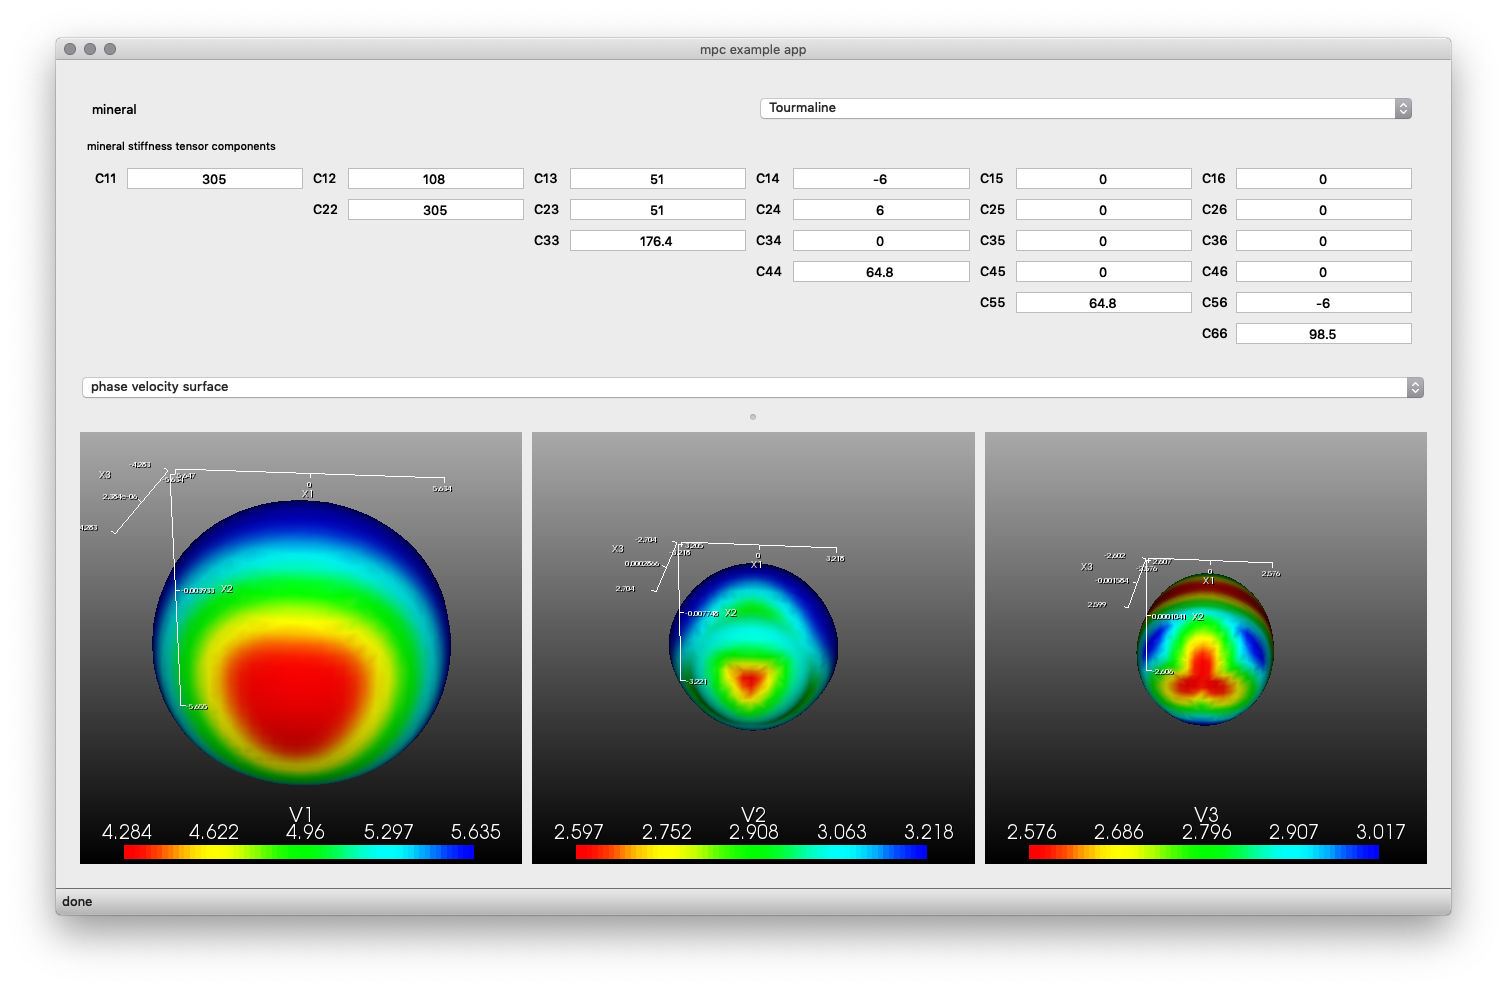 mpc example app
mineral Tourmaline
mineral stiffness tensor components
C11 305 C12 108 C13 51 C14 -6 C15 0 C16 0
C22 305 C23 51 C24 6 C25 0 C26 0
C33 176.4 C34 0 C35 0 C36 0
C44 64.8 C45 0 C46 0
C55 64.8 C56 -6
C66 98.5
phase velocity surface
X3 -4.283
0
X1
5.634
2.384e-06
4.283
-0.003933 X2
-5.655
V1
4.284 4.622 4.96 5.297 5.635
X3 -2.704
0
X1
3.218
0.0002866
2.704
-0.007748 X2
-3.221
V2
2.597 2.752 2.908 3.063 3.218
X3 -2.602
0
X1
2.576
-0.001584
2.599
-0.0001041 X2
-2.606
V3
2.576 2.686 2.796 2.907 3.017
done